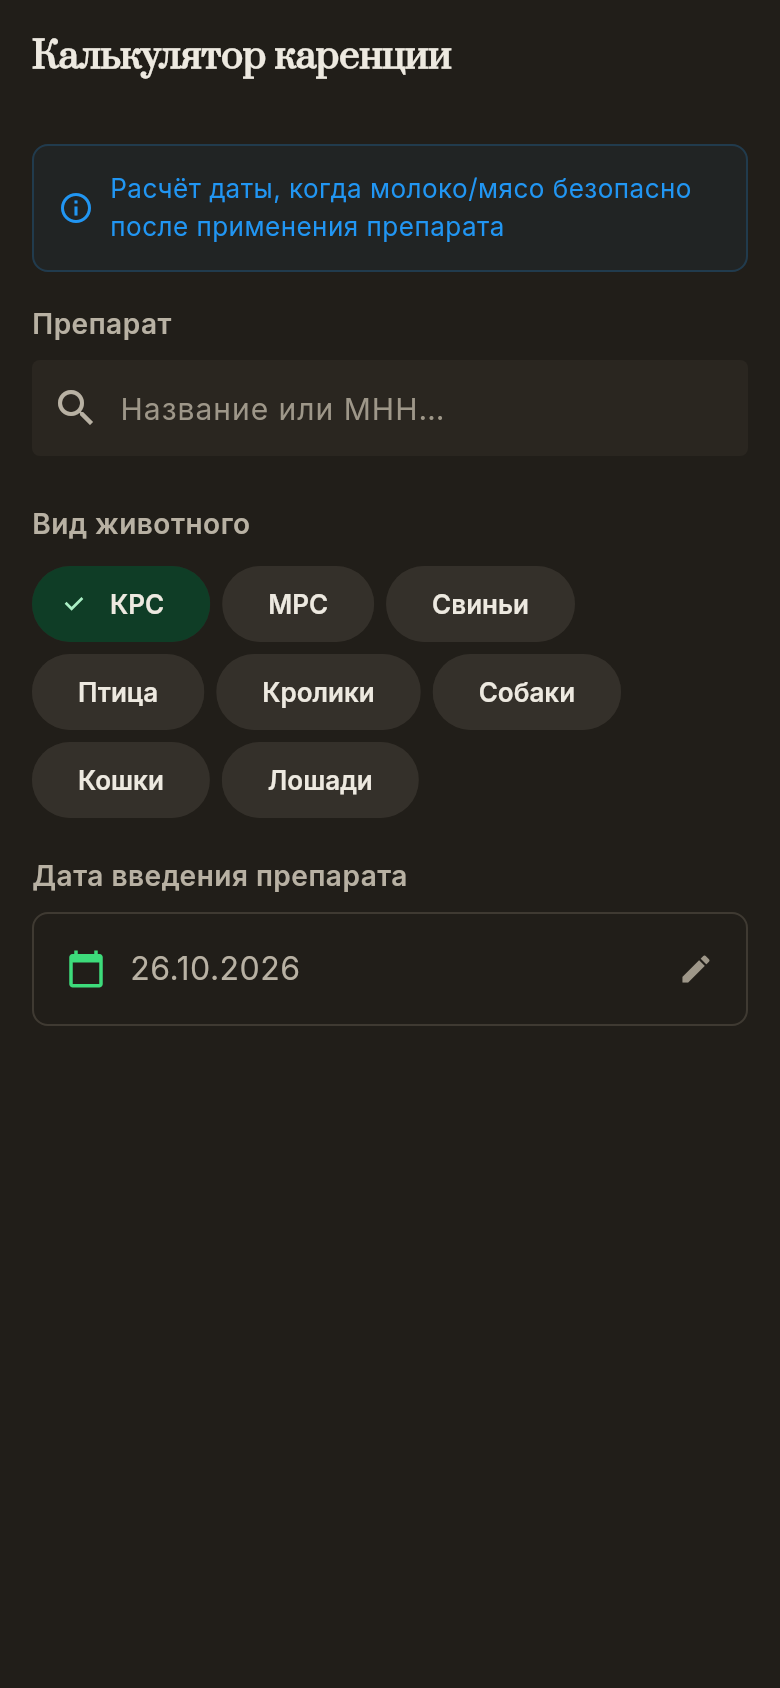 Калькулятор каренции
Расчёт даты, когда молоко/мясо безопасно
после применения препарата
Препарат
Название или МНН...
Вид животного
КРС
МРС
Свиньи
Птица
Кролики
Собаки
Кошки
Лошади
Дата введения препарата
26.10.2026